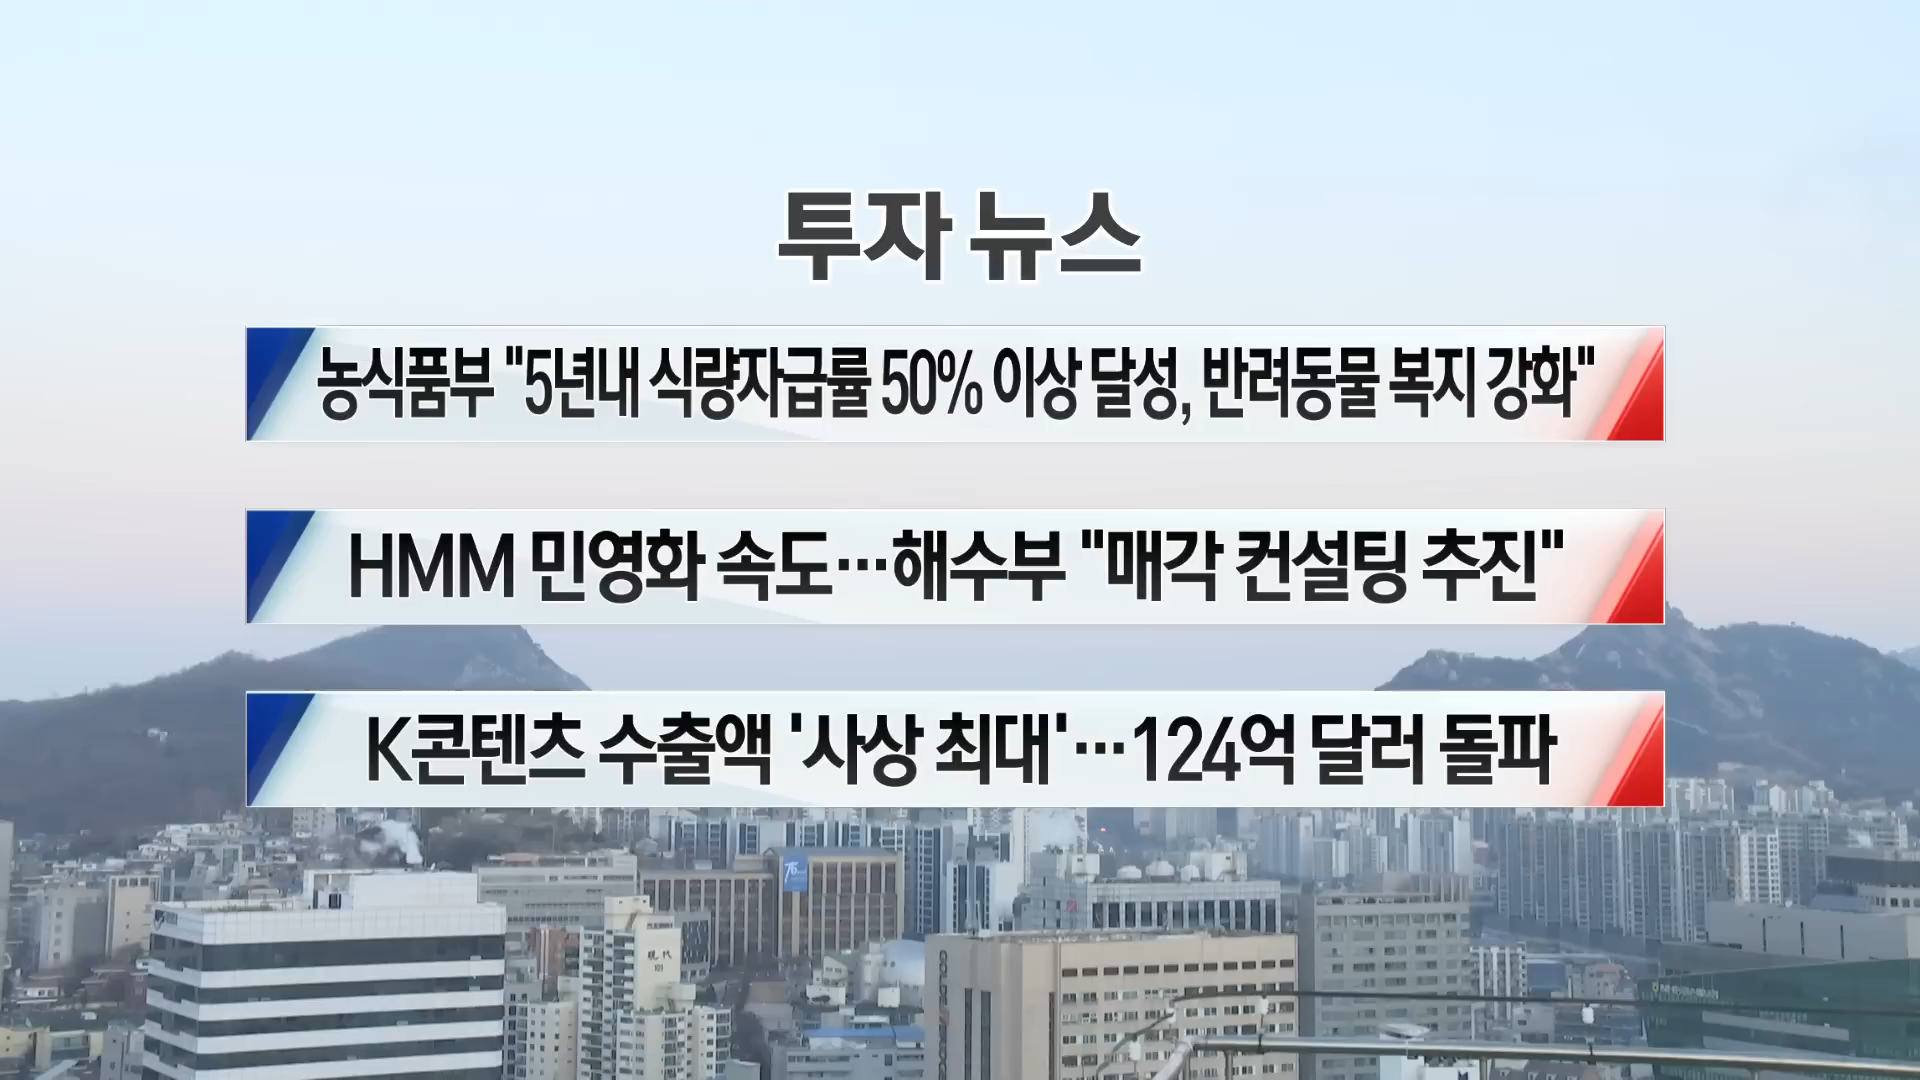 투자 뉴스
농식품부 "5년내 식량자급률 50% 이상 달성, 반려동물 복지 강화"
HMM 민영화 속도…해수부 "매각 컨설팅 추진"
K콘텐츠 수출액 '사상 최대'…124억 달러 돌파
現代